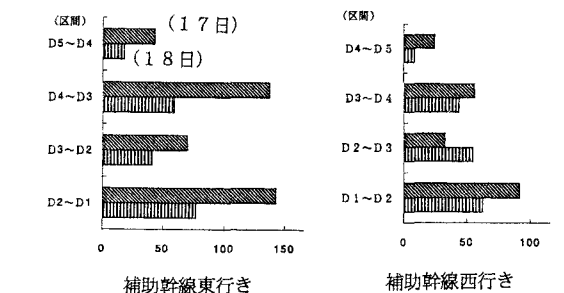 (区間)
D5～D4
D4～D3
D3～D2
D2～D1
(17日)
(18日)
0 50 100 150
補助幹線東行き
(区間)
D4～D5
D3～D4
D2～D3
D1～D2
0 50 100
補助幹線西行き